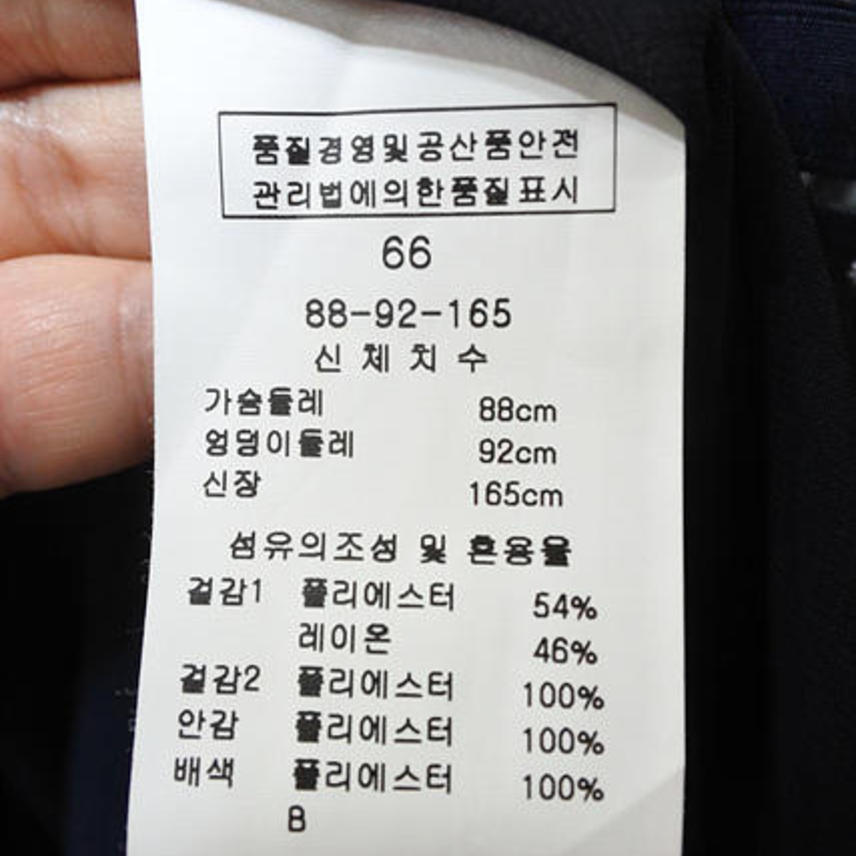 품질경영및공산품안전
관리법에의한품질표시
66
88-92-165
신체치수
가슴둘레 88cm
엉덩이둘레 92cm
신장 165cm
섬유의조성 및 혼용율
겉감1 폴리에스터 54%
레이온 46%
겉감2 폴리에스터 100%
안감 폴리에스터 100%
배색 폴리에스터 100%
B